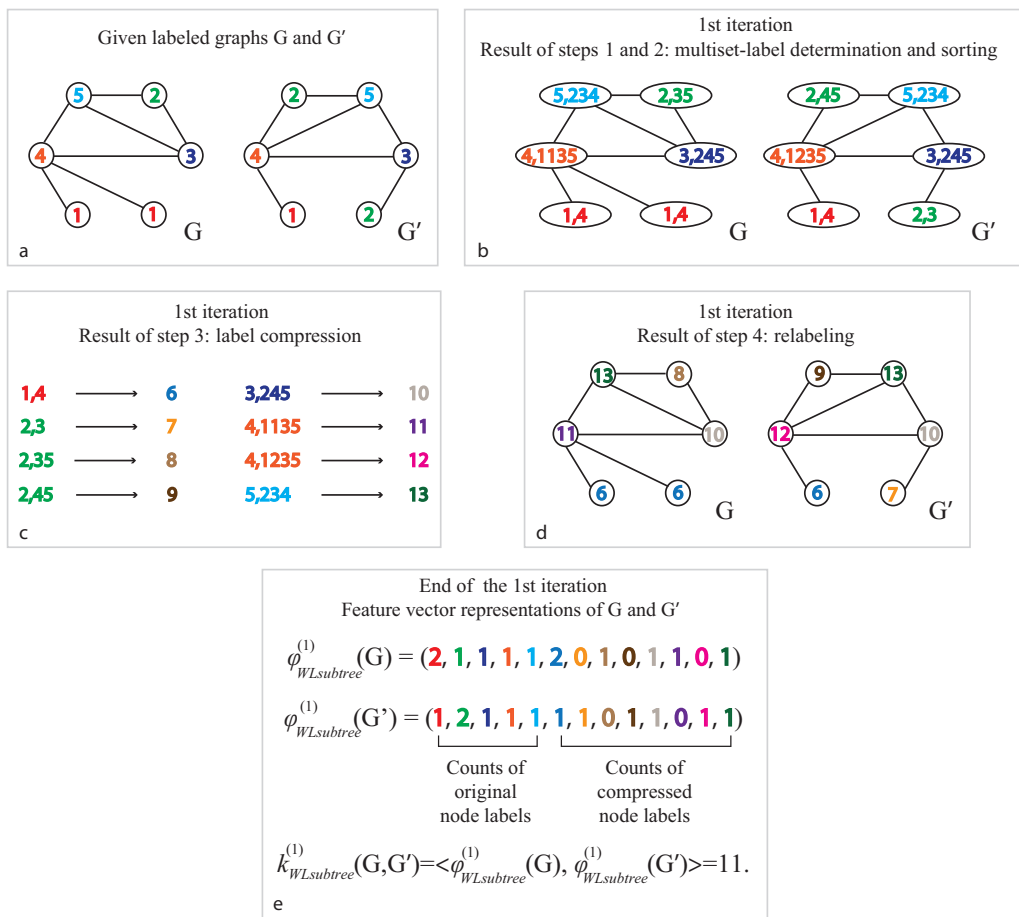 Given labeled graphs G and G′
5 2 2 5
4 3 4 3
1 1 1 2
G G′
a
1st iteration
Result of steps 1 and 2: multiset-label determination and sorting
5,234 2,35 2,45 5,234
4,1135 3,245 4,1235 3,245
1,4 1,4 1,4 2,3
G G′
b
1st iteration
Result of step 3: label compression
1,4 → 6 3,245 → 10
2,3 → 7 4,1135 → 11
2,35 → 8 4,1235 → 12
2,45 → 9 5,234 → 13
c
1st iteration
Result of step 4: relabeling
13 8 9 13
11 10 12 10
6 6 6 7
G G′
d
End of the 1st iteration
Feature vector representations of G and G′
φ^(1)_WLsubtree(G) = (2, 1, 1, 1, 1, 2, 0, 1, 0, 1, 1, 0, 1)
φ^(1)_WLsubtree(G’) = (1, 2, 1, 1, 1, 1, 1, 0, 1, 1, 0, 1, 1)
Counts of Counts of
original compressed
node labels node labels
k^(1)_WLsubtree(G,G′)=<φ^(1)_WLsubtree(G), φ^(1)_WLsubtree(G′)>=11.
e